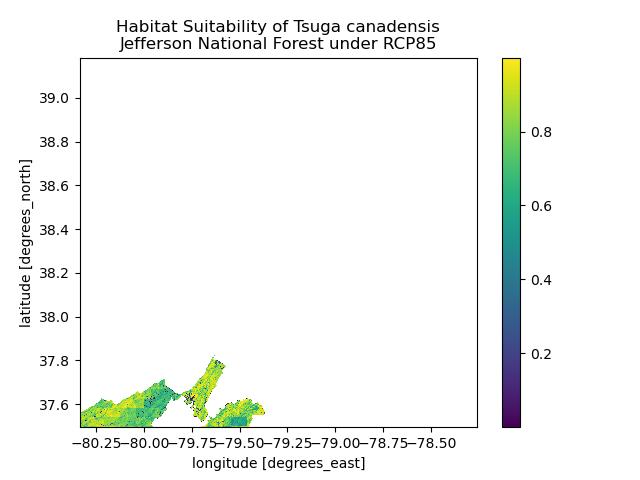 Habitat Suitability of Tsuga canadensis
Jefferson National Forest under RCP85
39.0
38.8
38.6
38.4
38.2
38.0
37.8
37.6
latitude [degrees_north]
−80.25 −80.00 −79.75 −79.50 −79.25 −79.00 −78.75 −78.50
longitude [degrees_east]
0.8
0.6
0.4
0.2